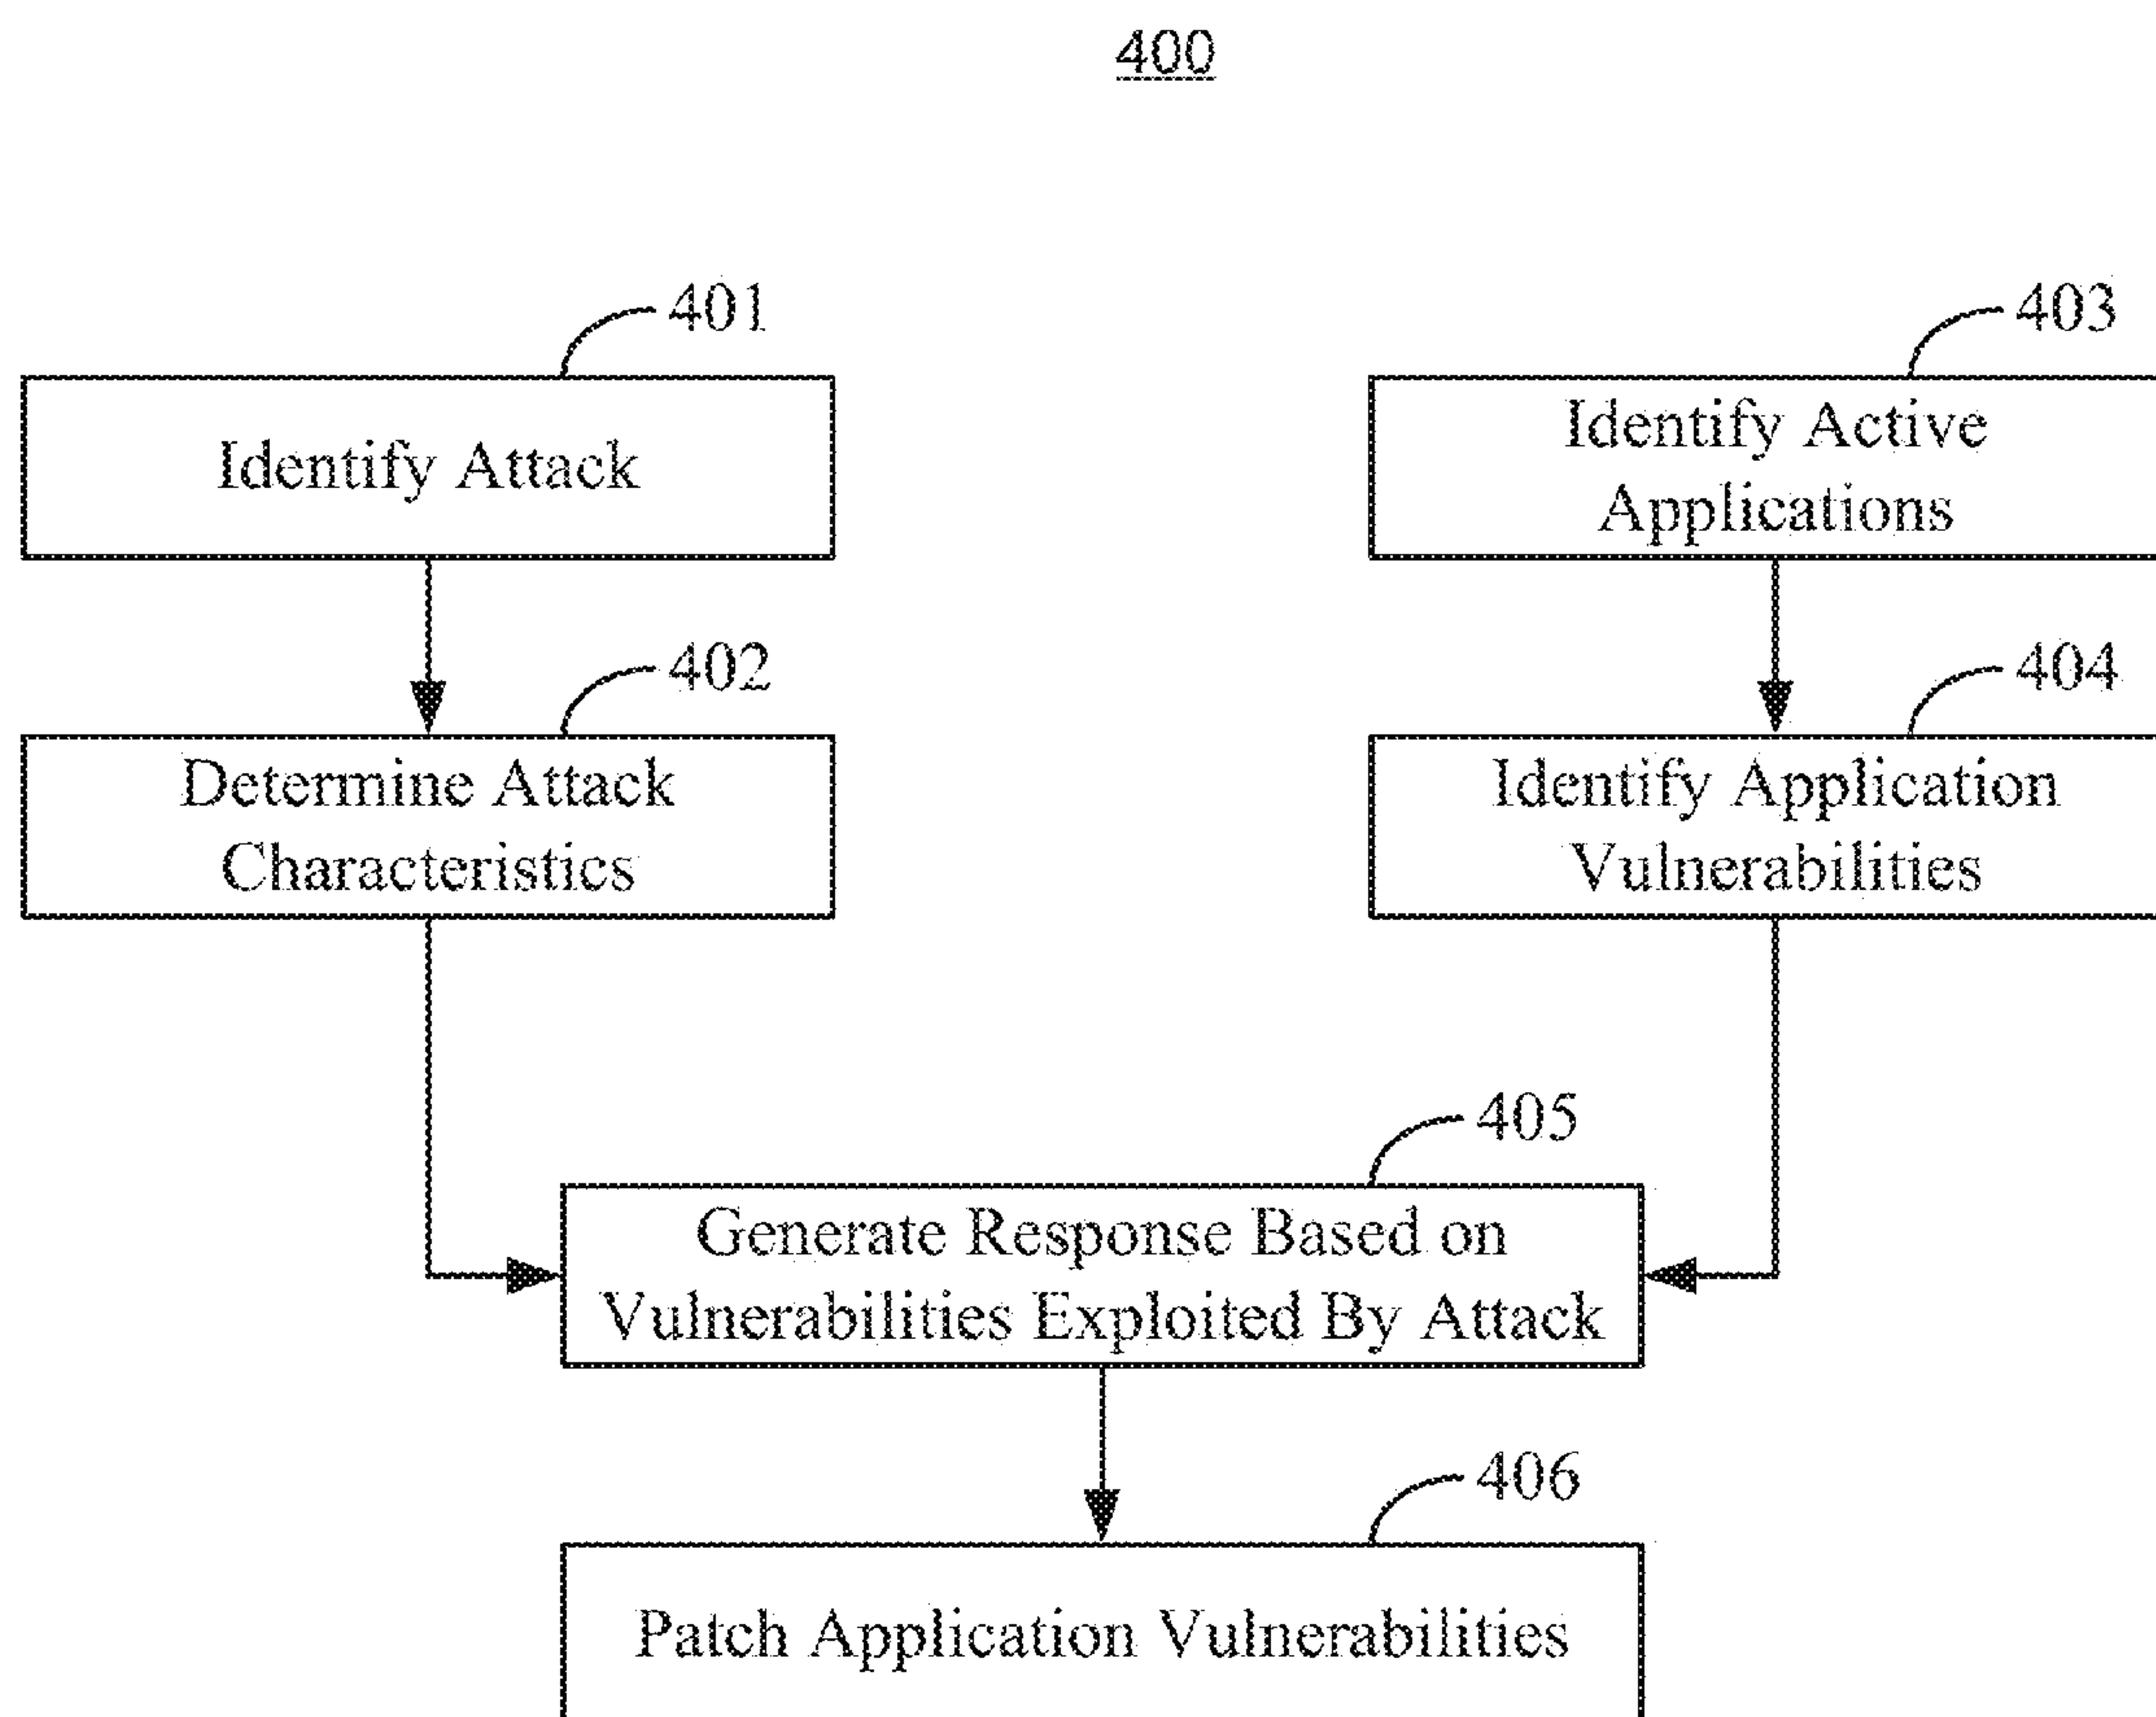 400
401
Identify Attack
403
Identify Active
Applications
402
Determine Attack
Characteristics
404
Identify Application
Vulnerabilities
405
Generate Response Based on
Vulnerabilities Exploited By Attack
406
Patch Application Vulnerabilities